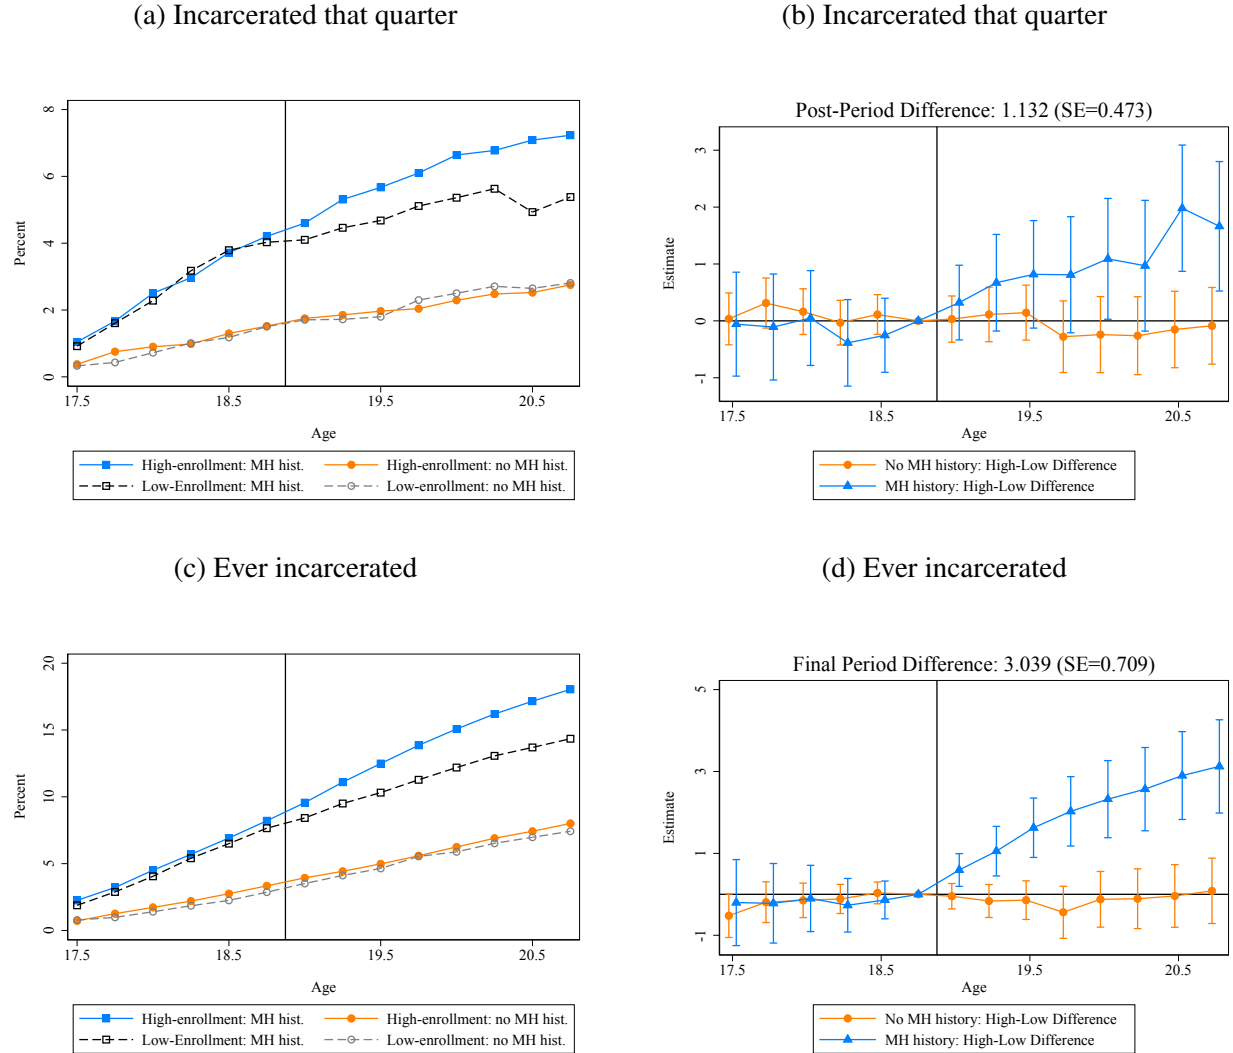 (a) Incarcerated that quarter
8
6
4
2
0
Percent
17.5 18.5 19.5 20.5
Age
High-enrollment: MH hist. High-enrollment: no MH hist.
Low-Enrollment: MH hist. Low-enrollment: no MH hist.
(b) Incarcerated that quarter
Post-Period Difference: 1.132 (SE=0.473)
3
2
1
0
-1
Estimate
17.5 18.5 19.5 20.5
Age
No MH history: High-Low Difference
MH history: High-Low Difference
(c) Ever incarcerated
20
15
10
5
0
Percent
17.5 18.5 19.5 20.5
Age
High-enrollment: MH hist. High-enrollment: no MH hist.
Low-Enrollment: MH hist. Low-enrollment: no MH hist.
(d) Ever incarcerated
Final Period Difference: 3.039 (SE=0.709)
5
3
1
-1
Estimate
17.5 18.5 19.5 20.5
Age
No MH history: High-Low Difference
MH history: High-Low Difference